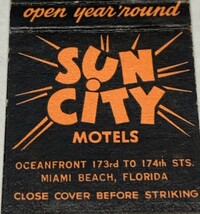 open year 'round
SUN
CITY
MOTELS
OCEANFRONT 173rd TO 174th STS.
MIAMI BEACH, FLORIDA
CLOSE COVER BEFORE STRIKING